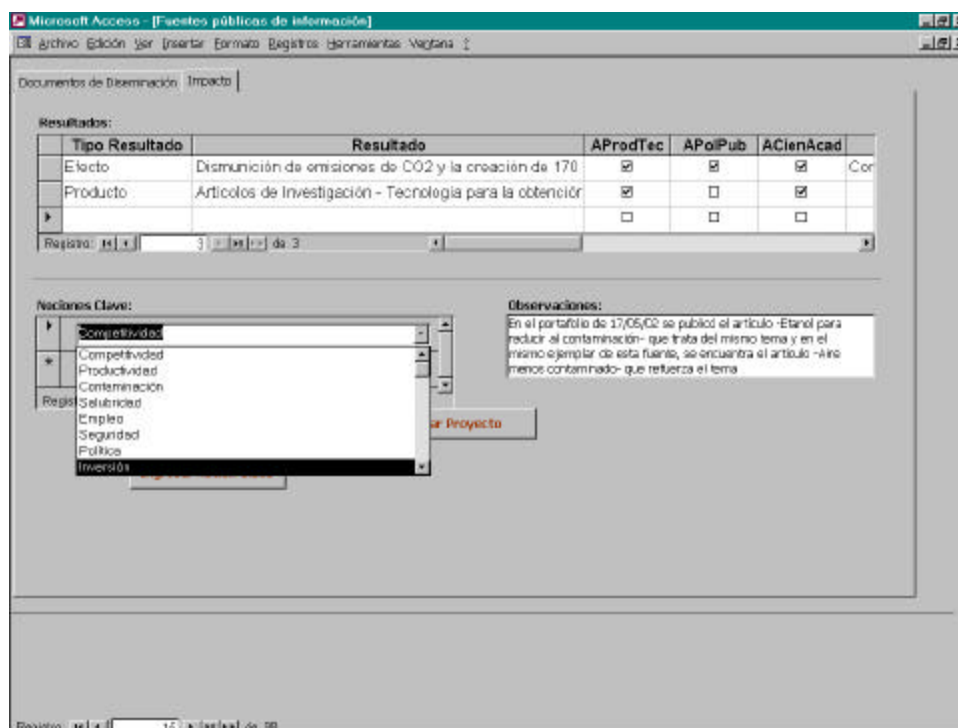 Microsoft Access - [Fuentes públicas de información]
Archivo Edición Ver Insertar Formato Registros Herramientas Ventana ?
Documentos de Diseminación Impacto
Resultados:
Tipo Resultado Resultado AProdTec APolPub ACienAcad
Efecto Dismunición de emisiones de CO2 y la creación de 170 Cor
Producto Artícolos de Investigación - Tecnología para la obtención
Registro: 3 de 3
Nociones Clave: Observaciones:
Competitividad
En el portafolio de 17/05/02 se publicó el artículo -Etanol para
reducir al contaminación- que trata del mismo tema y en el
mismo ejemplar de esta fuente, se encuentra el artículo -Aire
menos contaminado- que refuerza el tema
Competitividad
Productividad
Contaminación
Regist
Salubridad
Empleo
ar Proyecto
Seguridad
Política
Inversión
Registro: 15 de 99